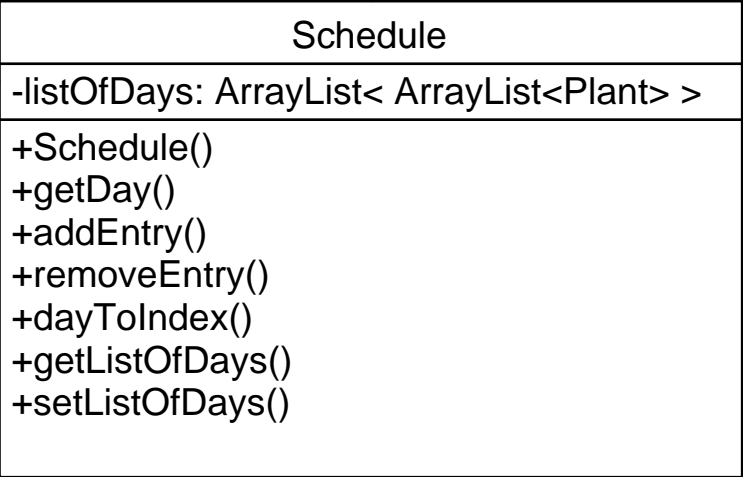 Schedule
-listOfDays: ArrayList< ArrayList<Plant> >
+Schedule()
+getDay()
+addEntry()
+removeEntry()
+dayToIndex()
+getListOfDays()
+setListOfDays()